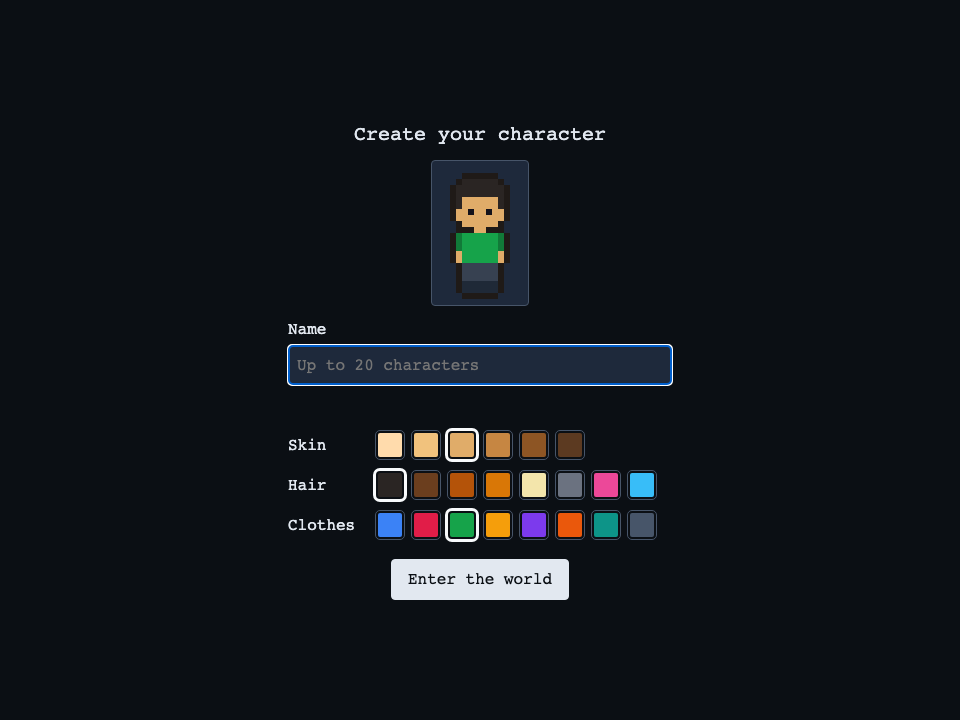 Create your character
Name
Up to 20 characters
Skin
Hair
Clothes
Enter the world